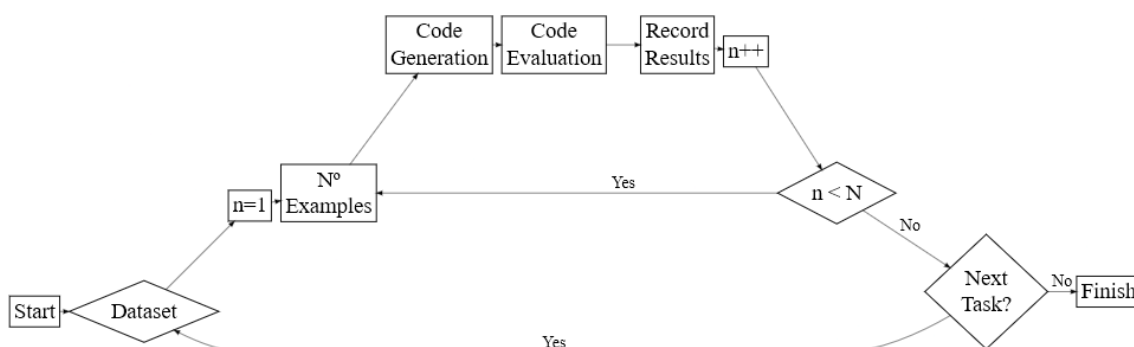 Code
Generation
Code
Evaluation
Record
Results
n++
Nº
Examples
n=1
Yes
n < N
No
Next
Task?
No
Finish
Start
Dataset
Yes